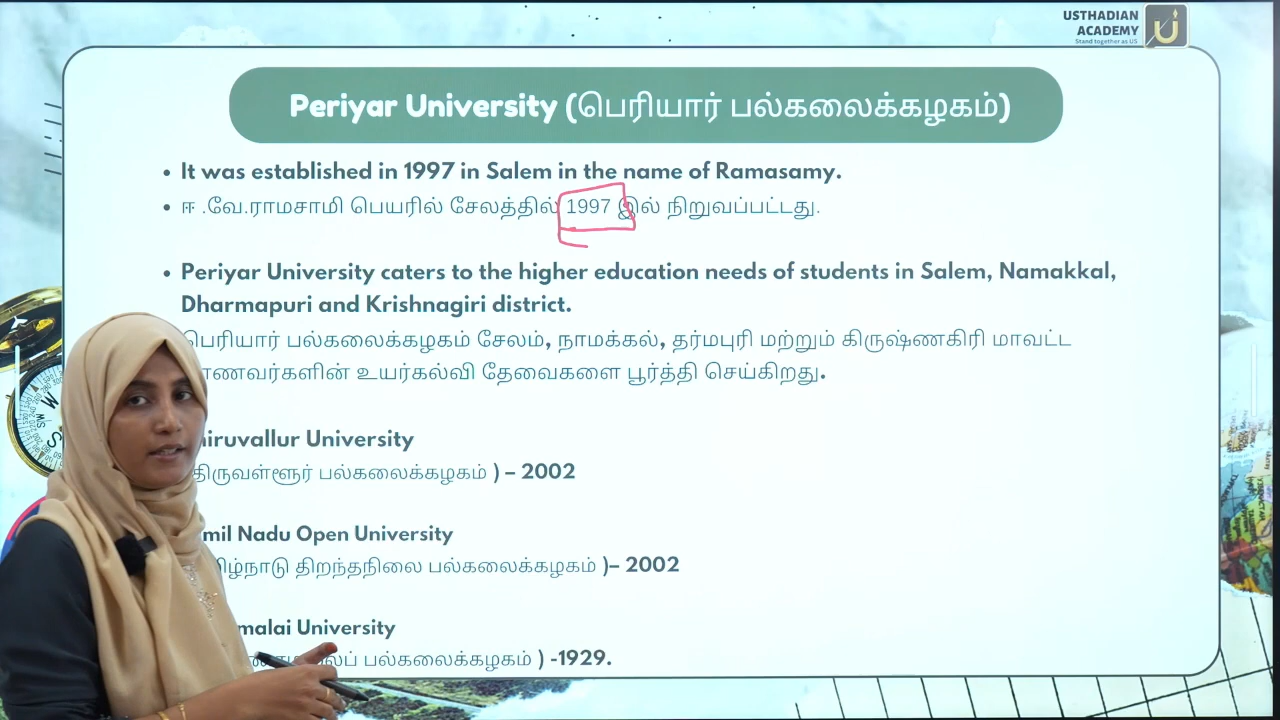 USTHADIAN
ACADEMY
Stand together as US
Periyar University (பெரியார் பல்கலைக்கழகம்)
• It was established in 1997 in Salem in the name of Ramasamy.
• ஈ .வே.ராமசாமி பெயரில் சேலத்தில் 1997 இல் நிறுவப்பட்டது.
• Periyar University caters to the higher education needs of students in Salem, Namakkal,
Dharmapuri and Krishnagiri district.
பெரியார் பல்கலைக்கழகம் சேலம், நாமக்கல், தர்மபுரி மற்றும் கிருஷ்ணகிரி மாவட்ட
உயர்கல்வி தேவைகளை பூர்த்தி செய்கிறது.
University
திருவள்ளூர் பல்கலைக்கழகம் ) – 2002
Nadu Open University
திறந்தநிலை பல்கலைக்கழகம் )– 2002
University
பல்கலைக்கழகம் ) -1929.